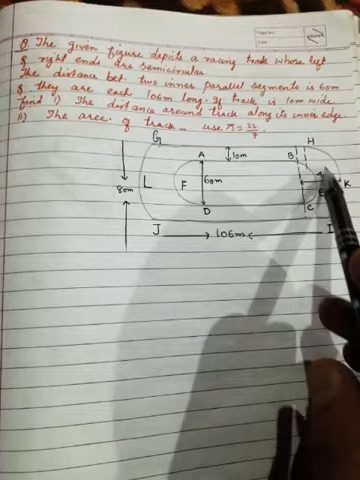 Q. The given figure depicts a racing track whose left
& right ends are semicircular.
The distance bet. two inner parallel segments is 60m
& they are each 106m long. If track is 10m wide.
find i) The distance around track along its inner edge
ii) The area of track - use π = 22/7
G H
A 10m B
80m L F 60m E K
D C
J 106m I